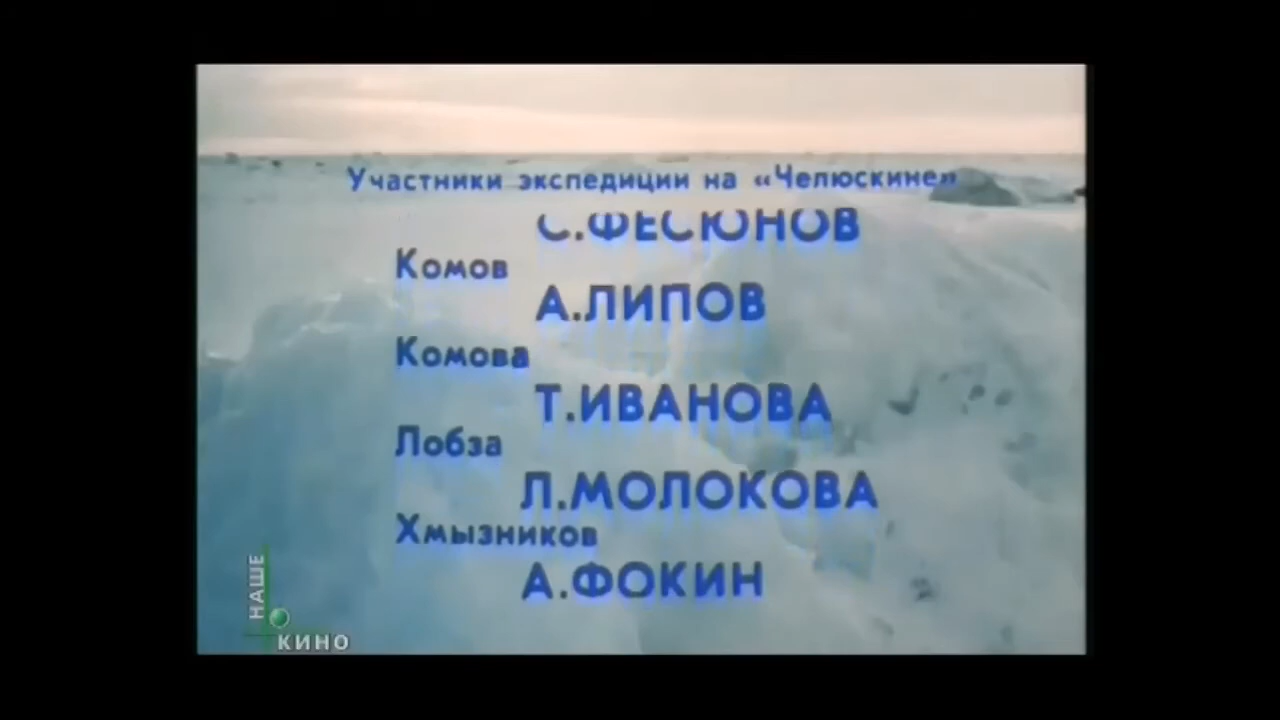 Участники экспедиции на «Челюскине»
С.ФЕСЮНОВ
Комов
А.ЛИПОВ
Комова
Т.ИВАНОВА
Лобза
Л.МОЛОКОВА
Хмызников
А.ФОКИН
НАШЕ
КИНО